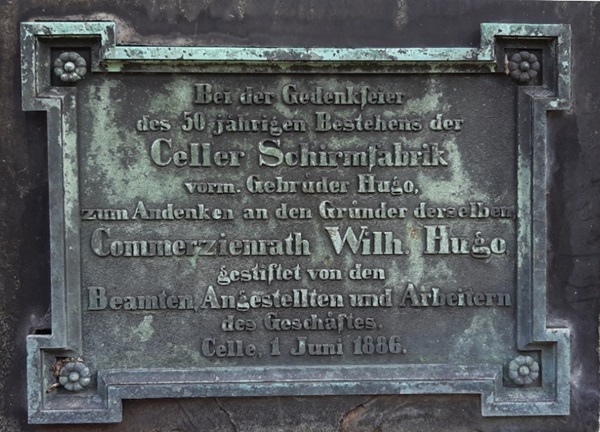 Bei der Gedenkfeier
des 50 jährigen Bestehens der
Celler Schirmfabrik
vorm. Gebrüder Hugo,
zum Andenken an den Gründer derselben,
Commerzienrath Wilh. Hugo,
gestiftet von den
Beamten, Angestellten und Arbeitern
des Geschäftes.
Celle, 1 Juni 1886.